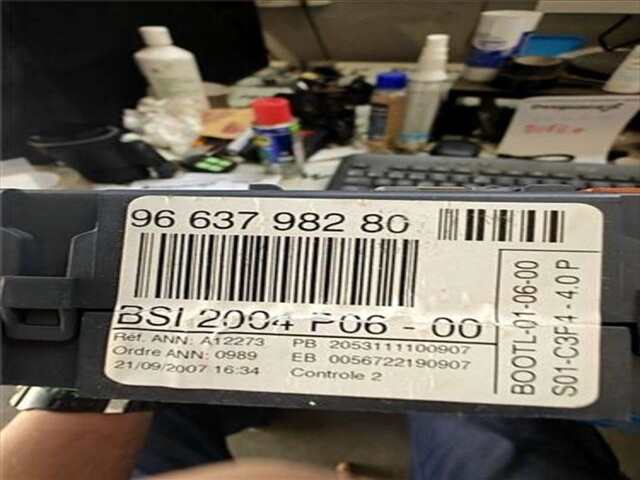 96 637 982 80
BSI 2004 P06 - 00
Réf. ANN: A12273 PB 2053111100907
Ordre ANN: 0989 EB 0056722190907
21/09/2007 16:34 Controle 2
BOOTL-01-06-00
S01-C3F4-4.0 P